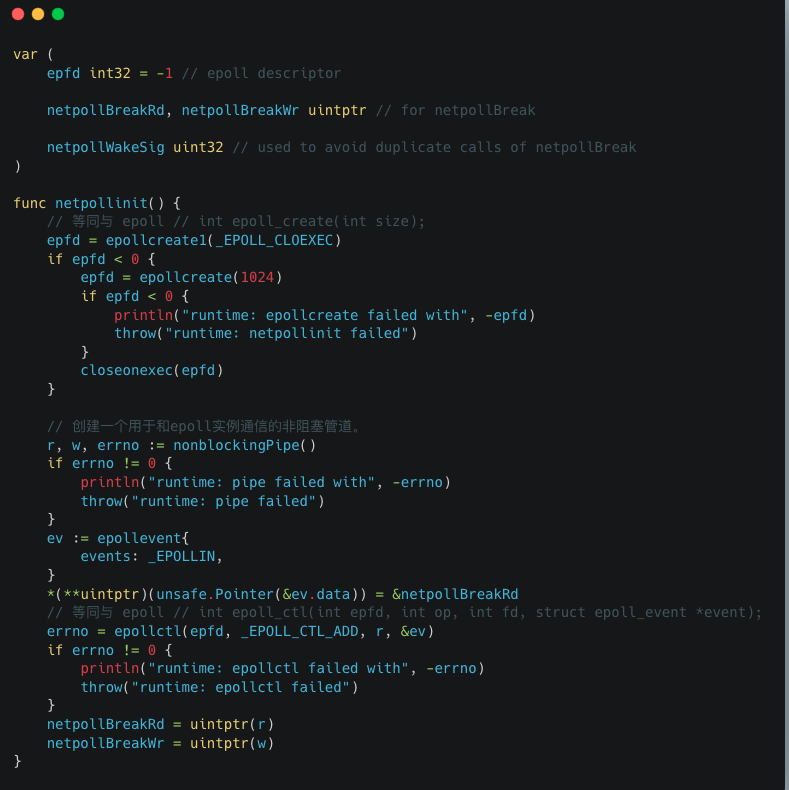 var (
    epfd int32 = -1 // epoll descriptor

    netpollBreakRd, netpollBreakWr uintptr // for netpollBreak

    netpollWakeSig uint32 // used to avoid duplicate calls of netpollBreak
)

func netpollinit() {
    // 等同与 epoll // int epoll_create(int size);
    epfd = epollcreate1(_EPOLL_CLOEXEC)
    if epfd < 0 {
        epfd = epollcreate(1024)
        if epfd < 0 {
            println("runtime: epollcreate failed with", -epfd)
            throw("runtime: netpollinit failed")
        }
        closeonexec(epfd)
    }

    // 创建一个用于和epoll实例通信的非阻塞管道。
    r, w, errno := nonblockingPipe()
    if errno != 0 {
        println("runtime: pipe failed with", -errno)
        throw("runtime: pipe failed")
    }
    ev := epollevent{
        events: _EPOLLIN,
    }
    *(**uintptr)(unsafe.Pointer(&ev.data)) = &netpollBreakRd
    // 等同与 epoll // int epoll_ctl(int epfd, int op, int fd, struct epoll_event *event);
    errno = epollctl(epfd, _EPOLL_CTL_ADD, r, &ev)
    if errno != 0 {
        println("runtime: epollctl failed with", -errno)
        throw("runtime: epollctl failed")
    }
    netpollBreakRd = uintptr(r)
    netpollBreakWr = uintptr(w)
}